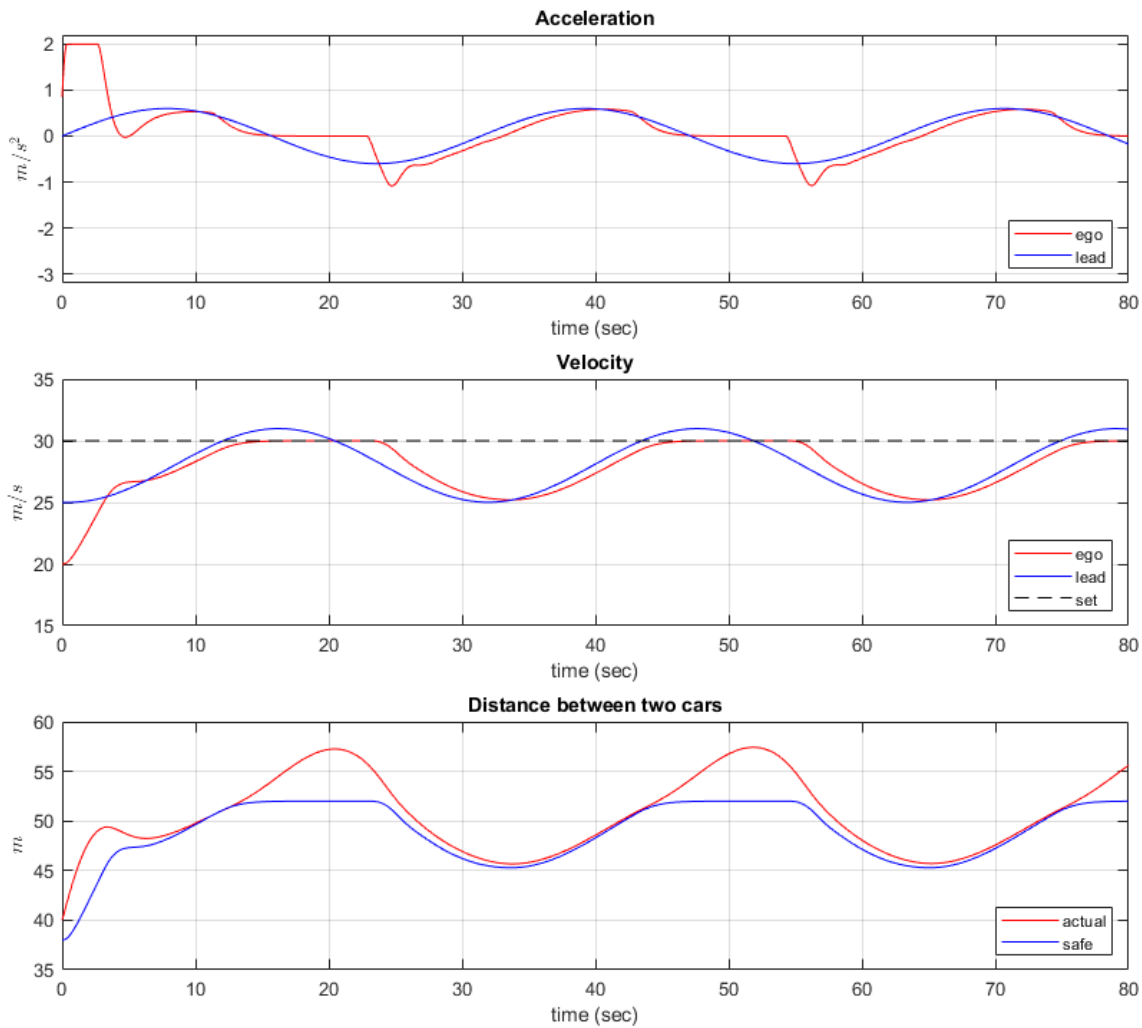 Acceleration
2
1
0
-1
-2
-3
m/s²
ego
lead
0 10 20 30 40 50 60 70 80
time (sec)
Velocity
35
30
25
20
15
m/s
ego
lead
set
0 10 20 30 40 50 60 70 80
time (sec)
Distance between two cars
60
55
50
45
40
35
m
actual
safe
0 10 20 30 40 50 60 70 80
time (sec)